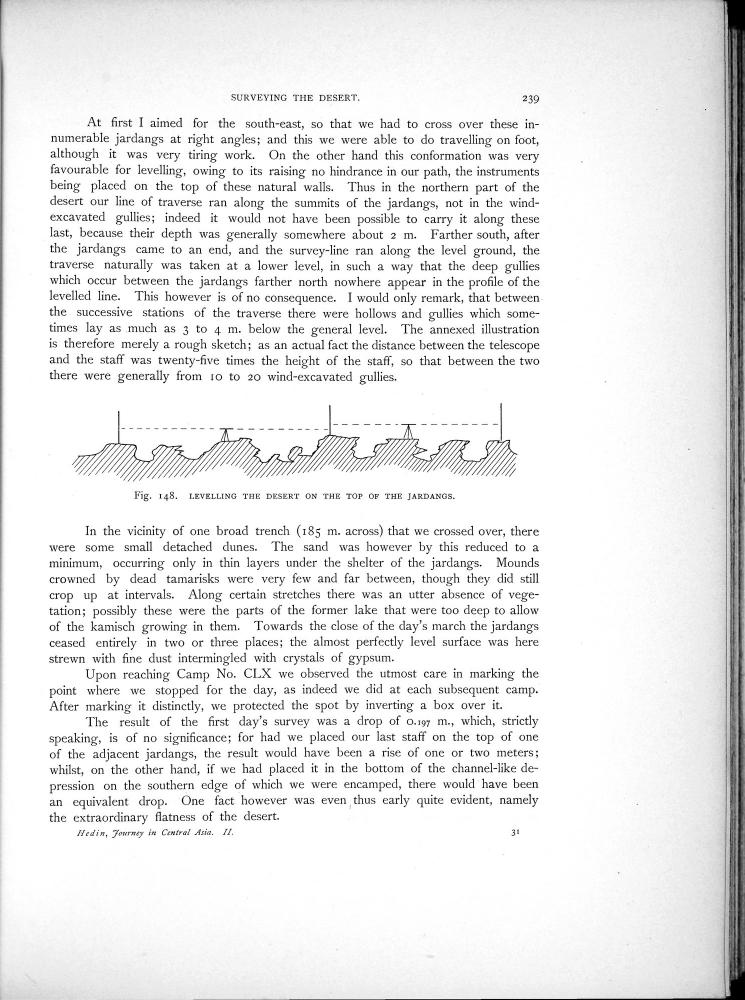 SURVEYING THE DESERT. 239
At first I aimed for the south-east, so that we had to cross over these in-
numerable jardangs at right angles; and this we were able to do travelling on foot,
although it was very tiring work. On the other hand this conformation was very
favourable for levelling, owing to its raising no hindrance in our path, the instruments
being placed on the top of these natural walls. Thus in the northern part of the
desert our line of traverse ran along the summits of the jardangs, not in the wind-
excavated gullies; indeed it would not have been possible to carry it along these
last, because their depth was generally somewhere about 2 m. Farther south, after
the jardangs came to an end, and the survey-line ran along the level ground, the
traverse naturally was taken at a lower level, in such a way that the deep gullies
which occur between the jardangs farther north nowhere appear in the profile of the
levelled line. This however is of no consequence. I would only remark, that between
the successive stations of the traverse there were hollows and gullies which some-
times lay as much as 3 to 4 m. below the general level. The annexed illustration
is therefore merely a rough sketch; as an actual fact the distance between the telescope
and the staff was twenty-five times the height of the staff, so that between the two
there were generally from 10 to 20 wind-excavated gullies.
Fig. 148. LEVELLING THE DESERT ON THE TOP OF THE JARDANGS.
In the vicinity of one broad trench (185 m. across) that we crossed over, there
were some small detached dunes. The sand was however by this reduced to a
minimum, occurring only in thin layers under the shelter of the jardangs. Mounds
crowned by dead tamarisks were very few and far between, though they did still
crop up at intervals. Along certain stretches there was an utter absence of vege-
tation; possibly these were the parts of the former lake that were too deep to allow
of the kamisch growing in them. Towards the close of the day's march the jardangs
ceased entirely in two or three places; the almost perfectly level surface was here
strewn with fine dust intermingled with crystals of gypsum.
Upon reaching Camp No. CLX we observed the utmost care in marking the
point where we stopped for the day, as indeed we did at each subsequent camp.
After marking it distinctly, we protected the spot by inverting a box over it.
The result of the first day's survey was a drop of 0.197 m., which, strictly
speaking, is of no significance; for had we placed our last staff on the top of one
of the adjacent jardangs, the result would have been a rise of one or two meters;
whilst, on the other hand, if we had placed it in the bottom of the channel-like de-
pression on the southern edge of which we were encamped, there would have been
an equivalent drop. One fact however was even thus early quite evident, namely
the extraordinary flatness of the desert.
Hedin, Journey in Central Asia. II. 31